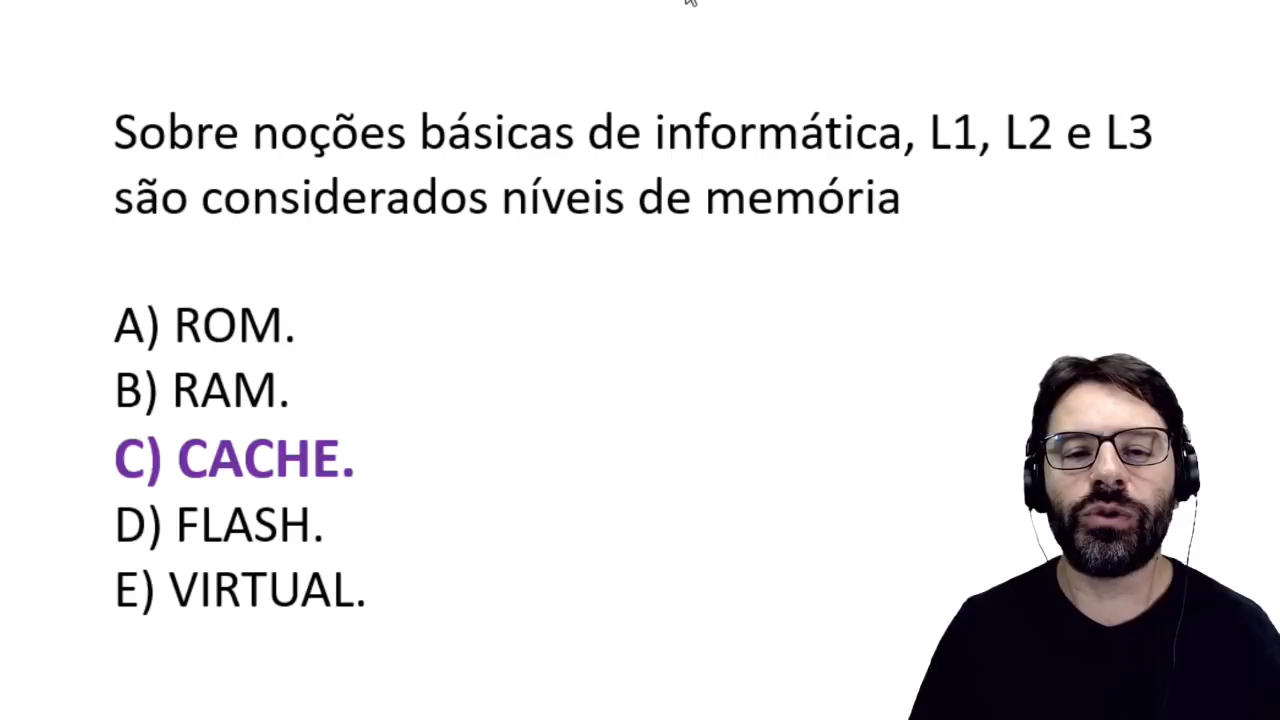 Sobre noções básicas de informática, L1, L2 e L3
são considerados níveis de memória
A) ROM.
B) RAM.
C) CACHE.
D) FLASH.
E) VIRTUAL.